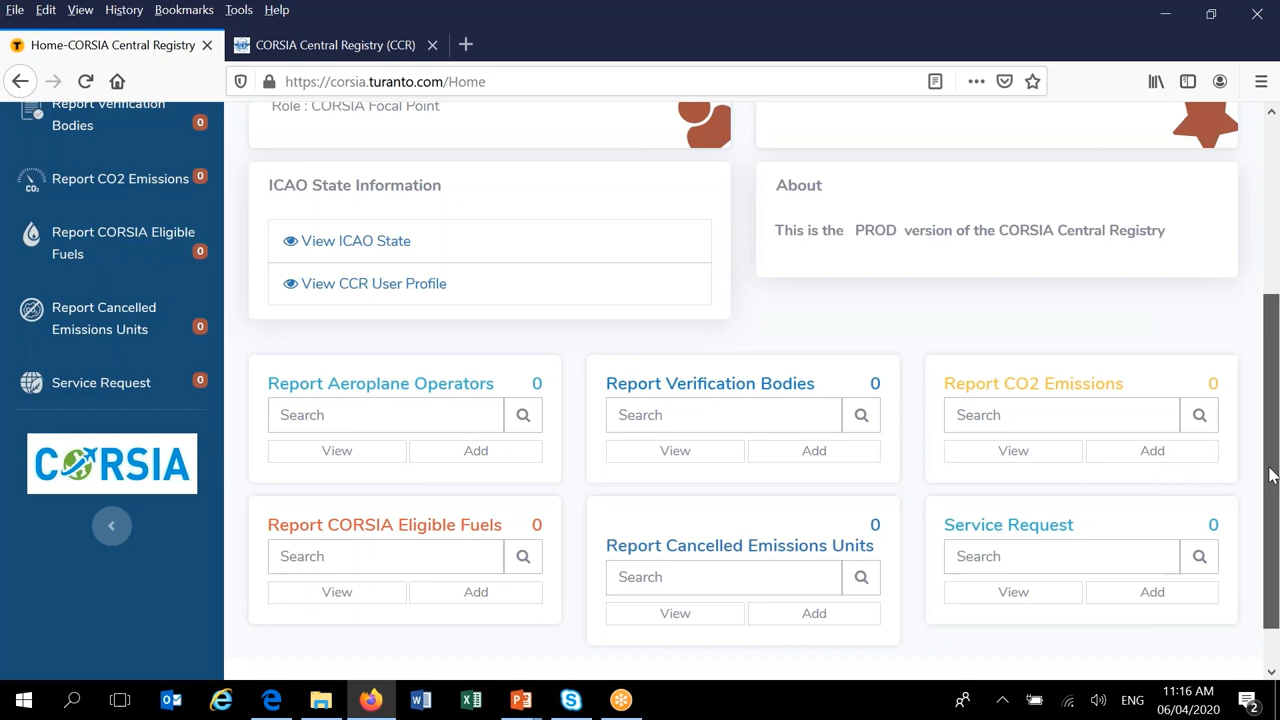 File Edit View History Bookmarks Tools Help
Home-CORSIA Central Registry
CORSIA Central Registry (CCR)
https://corsia.turanto.com/Home
Report Verification
Bodies
0
CO2
Report CO2 Emissions
0
Report CORSIA Eligible
Fuels
0
Report Cancelled
Emissions Units
0
Service Request
0
CORSIA
Role : CORSIA Focal Point
ICAO State Information
View ICAO State
View CCR User Profile
About
This is the PROD version of the CORSIA Central Registry
Report Aeroplane Operators 0
Search
View Add
Report Verification Bodies 0
Search
View Add
Report CO2 Emissions 0
Search
View Add
Report CORSIA Eligible Fuels 0
Search
View Add
0
Report Cancelled Emissions Units
Search
View Add
Service Request 0
Search
View Add
ENG
11:16 AM
06/04/2020
2